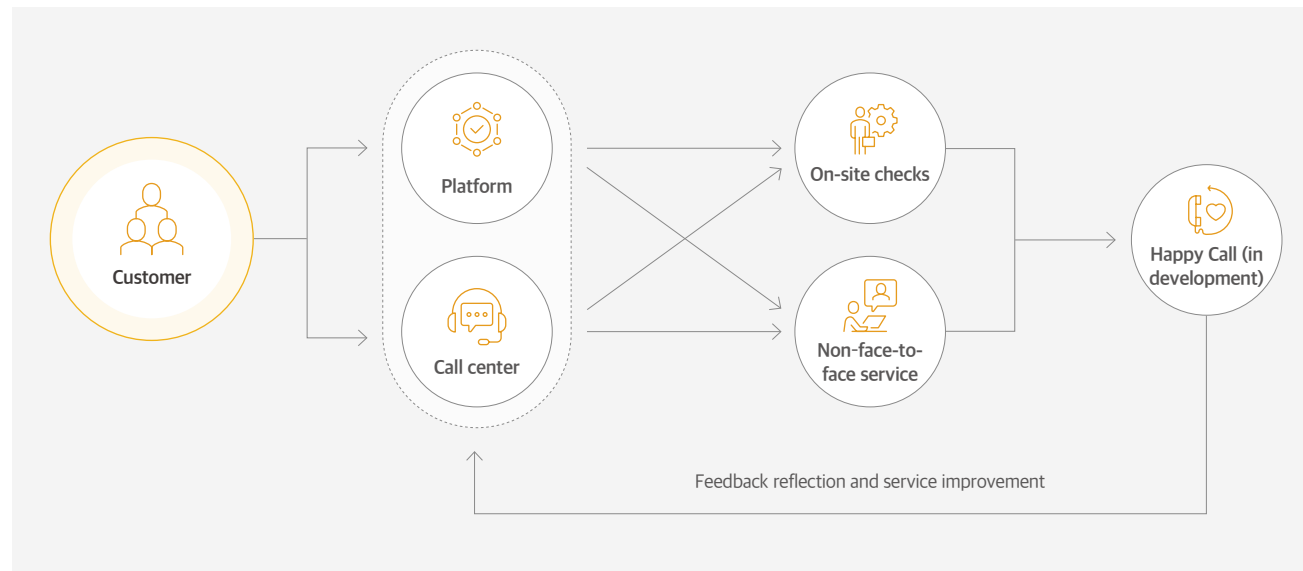 Platform
On-site checks
Customer
Happy Call (in
development)
Call center
Non-face-to-
face service
Feedback reflection and service improvement